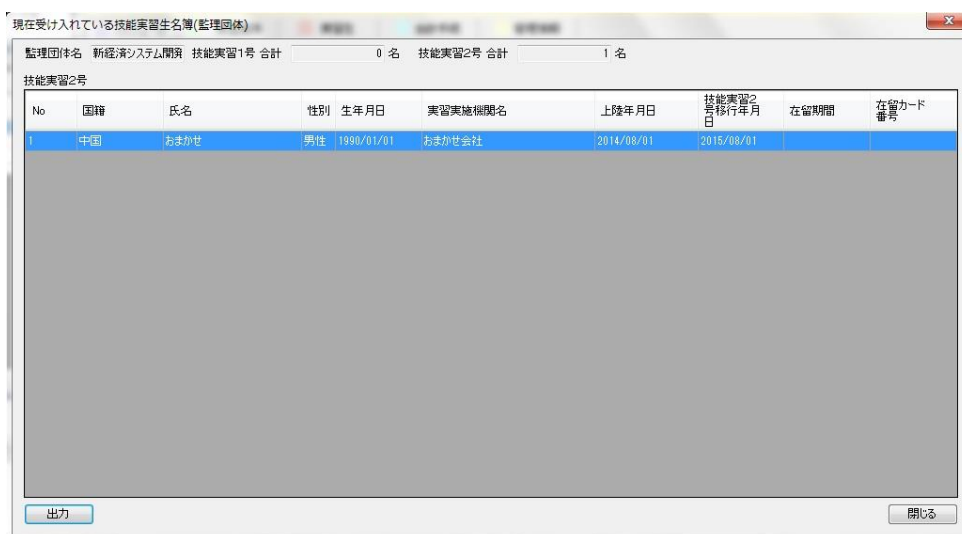 現在受け入れている技能実習生名簿(監理団体)
監理団体名 新経済システム開発 技能実習1号 合計 0 名 技能実習2号 合計 1 名
技能実習2号
No 国籍 氏名 性別 生年月日 実習実施機関名 上陸年月日 技能実習2号移行年月日 在留期間 在留カード番号
1 中国 おまかせ 男性 1990/01/01 おまかせ会社 2014/08/01 2015/08/01
出力 閉じる